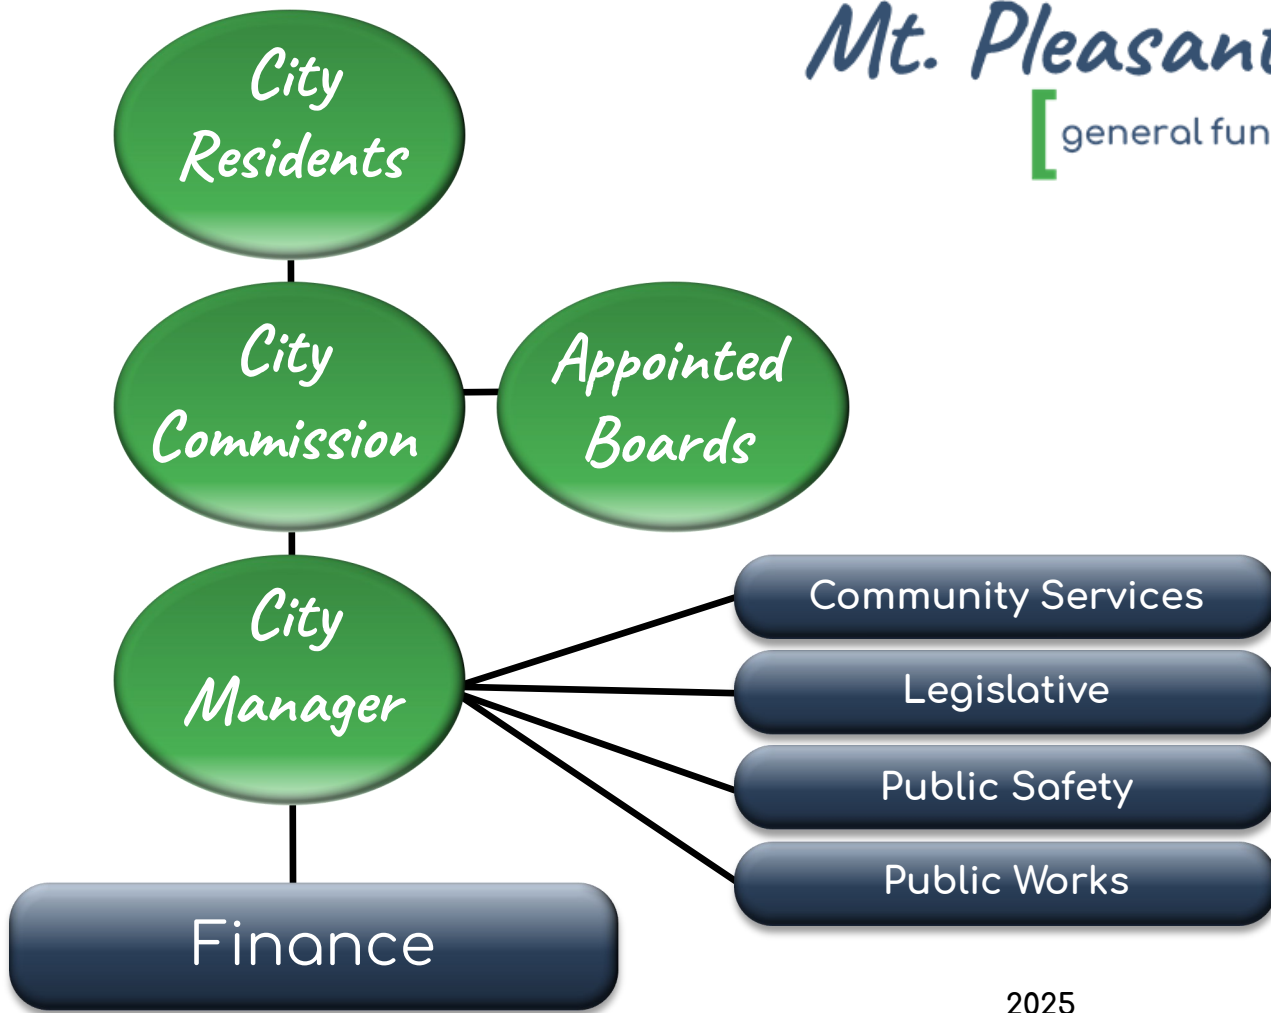 Mt. Pleasant
[general fun
City
Residents
City
Commission
Appointed
Boards
City
Manager
Community Services
Legislative
Public Safety
Public Works
Finance
2025